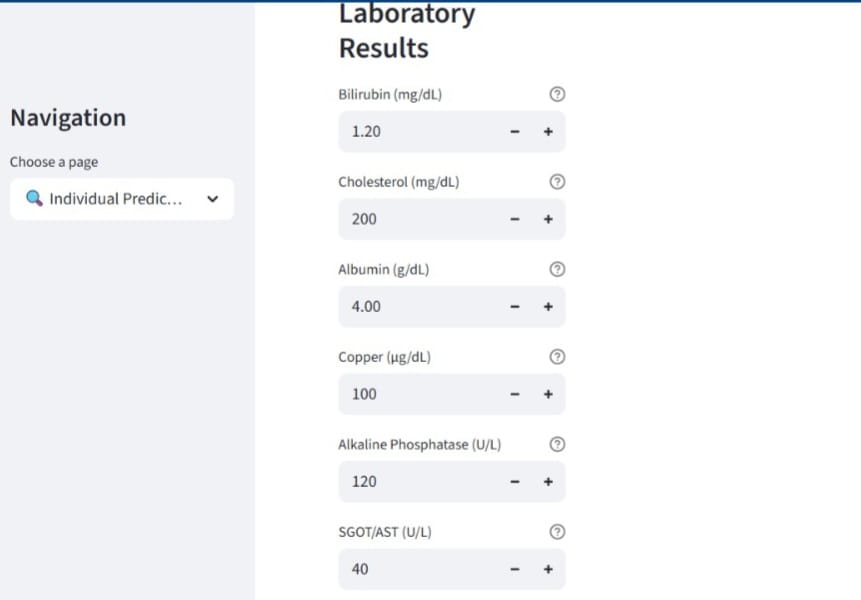 Navigation
Choose a page
Individual Predic...
Laboratory
Results
Bilirubin (mg/dL)
1.20
Cholesterol (mg/dL)
200
Albumin (g/dL)
4.00
Copper (μg/dL)
100
Alkaline Phosphatase (U/L)
120
SGOT/AST (U/L)
40